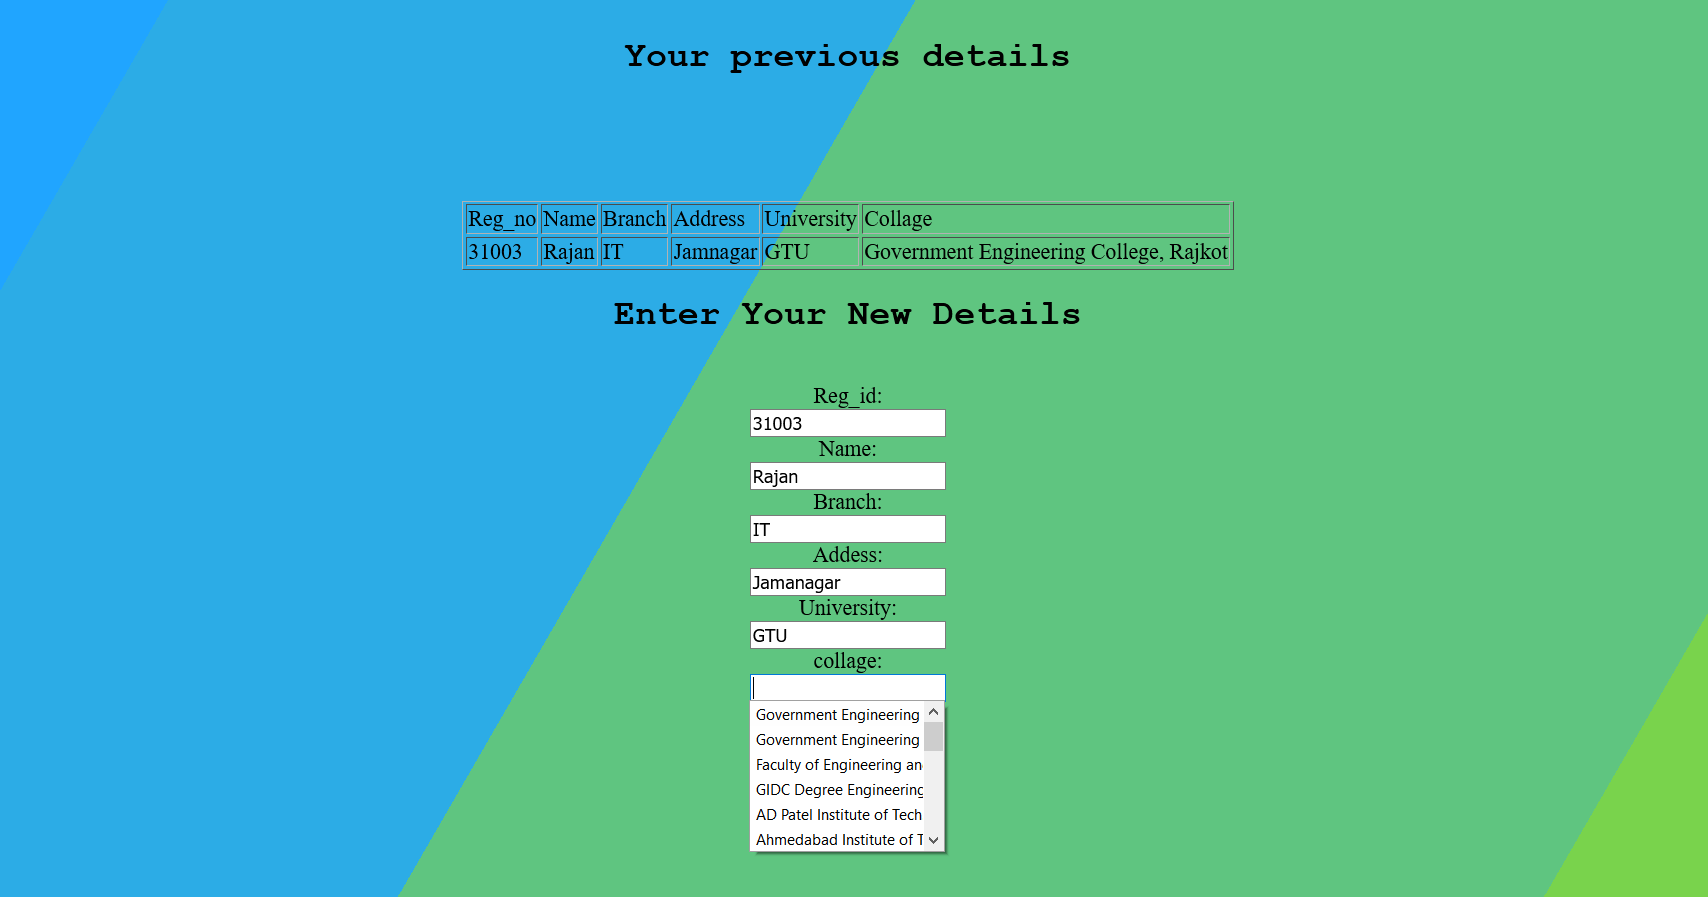 Your previous details
Reg_no Name Branch Address University Collage
31003 Rajan IT Jamnagar GTU Government Engineering College, Rajkot
Enter Your New Details
Reg_id:
31003
Name:
Rajan
Branch:
IT
Addess:
Jamanagar
University:
GTU
collage:
Government Engineering
Government Engineering
Faculty of Engineering an
GIDC Degree Engineering
AD Patel Institute of Tech
Ahmedabad Institute of T